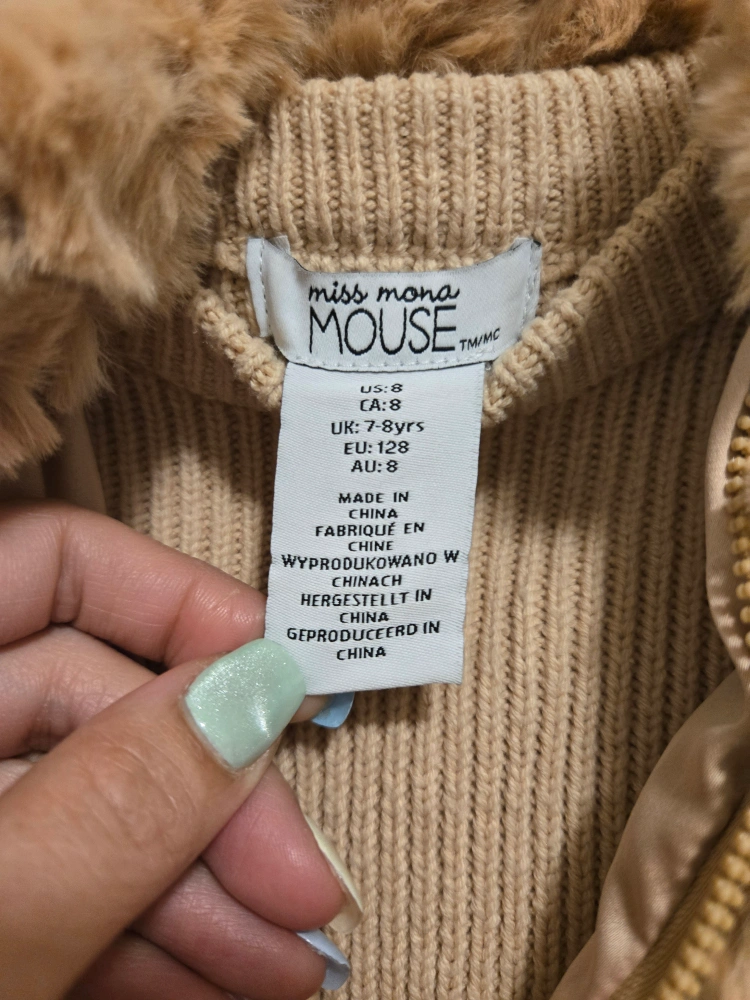 miss mona
MOUSE TM/MC
US: 8
CA: 8
UK: 7-8yrs
EU: 128
AU: 8
MADE IN
CHINA
FABRIQUÉ EN
CHINE
WYPRODUKOWANO W
CHINACH
HERGESTELLT IN
CHINA
GEPRODUCEERD IN
CHINA